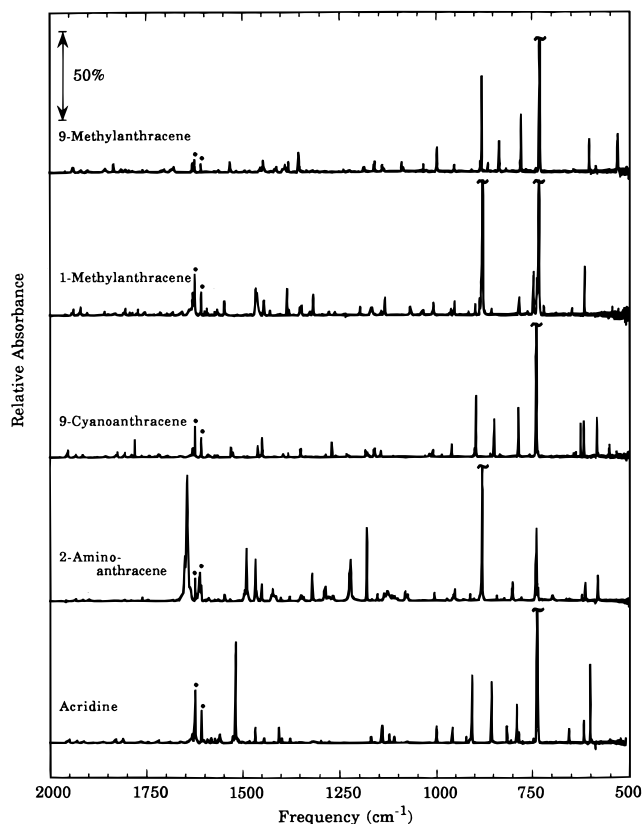 50%
9-Methylanthracene
1-Methylanthracene
9-Cyanoanthracene
2-Amino-
anthracene
Acridine
Relative Absorbance
2000 1750 1500 1250 1000 750 500
Frequency (cm⁻¹)